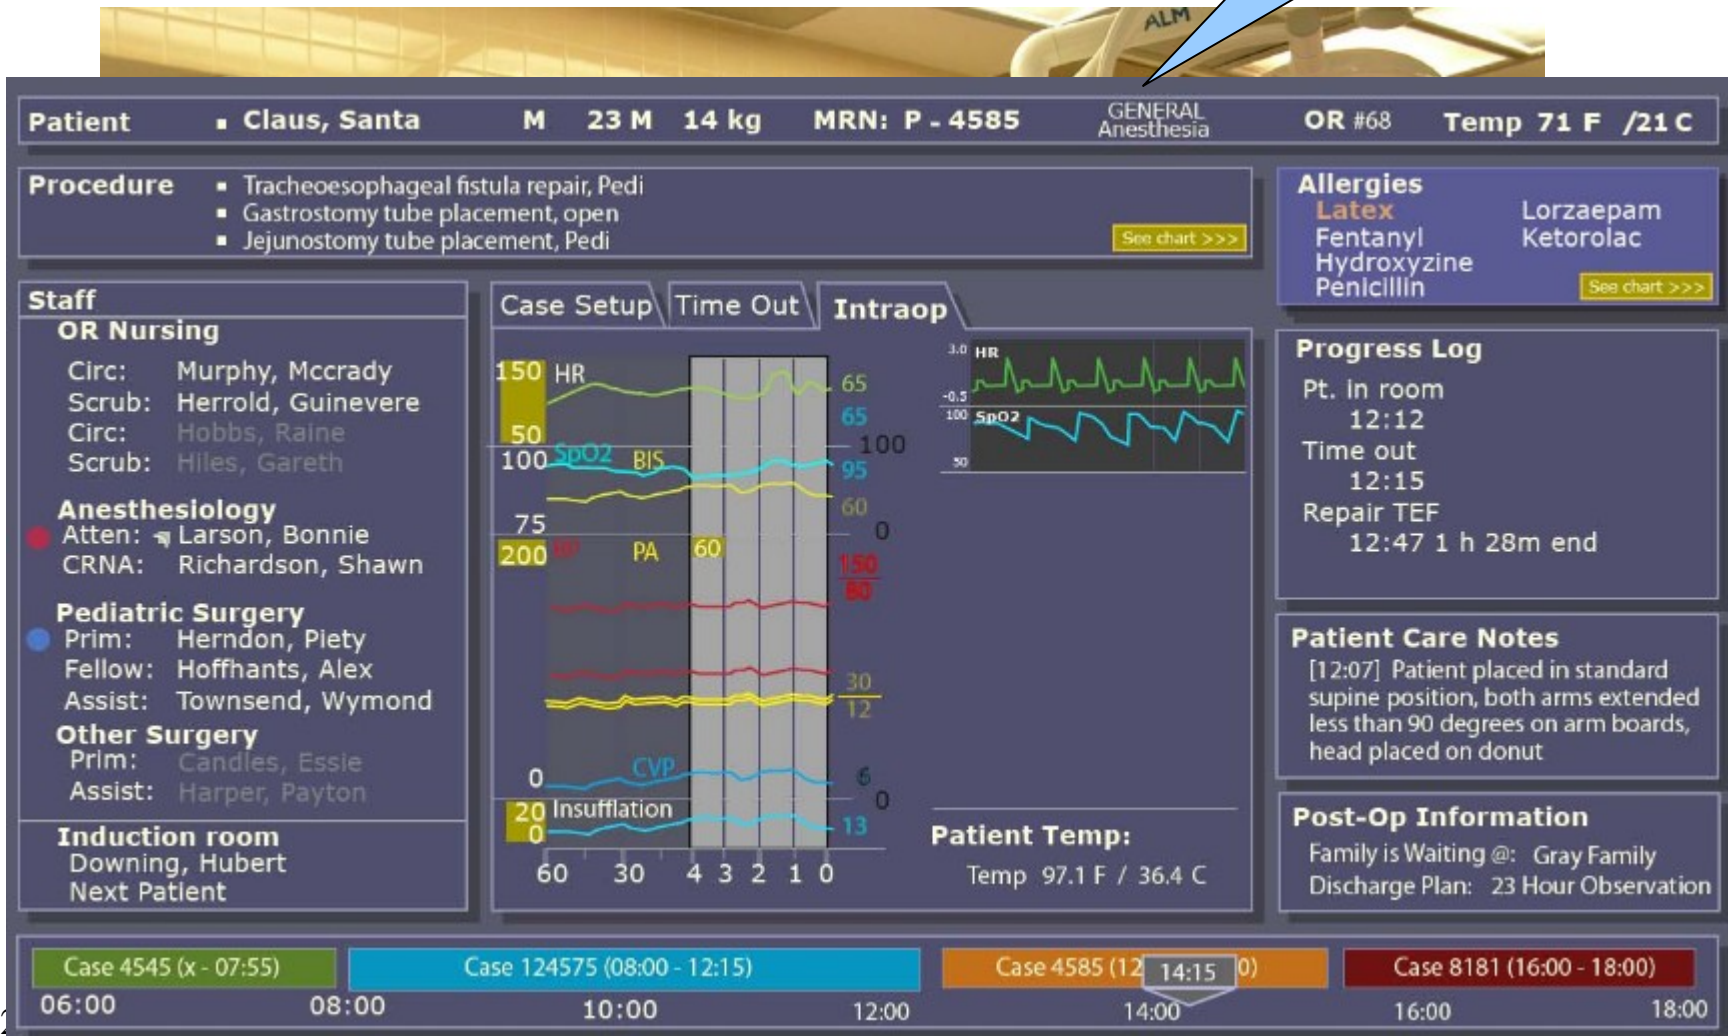 ALM
Patient ▪ Claus, Santa M 23 M 14 kg MRN: P - 4585 GENERAL Anesthesia OR #68 Temp 71 F /21 C
Procedure
▪ Tracheoesophageal fistula repair, Pedi
▪ Gastrostomy tube placement, open
▪ Jejunostomy tube placement, Pedi
See chart >>>
Allergies
Latex Lorzaepam
Fentanyl Ketorolac
Hydroxyzine
Penicillin
See chart >>>
Staff
OR Nursing
Circ: Murphy, Mccrady
Scrub: Herrold, Guinevere
Circ: Hobbs, Raine
Scrub: Hiles, Gareth
Anesthesiology
Atten: Larson, Bonnie
CRNA: Richardson, Shawn
Pediatric Surgery
Prim: Herndon, Piety
Fellow: Hoffhants, Alex
Assist: Townsend, Wymond
Other Surgery
Prim: Candles, Essie
Assist: Harper, Payton
Induction room
Downing, Hubert
Next Patient
Case Setup Time Out Intraop
150 HR 65
65
50 100
100 SpO2 BIS 95
60
75 0
200 BP PA 60 150
80
30
12
0 CVP 6
0
20 Insufflation
0 13
60 30 4 3 2 1 0
3.0 HR
-0.5
100 SpO2
50
Patient Temp:
Temp 97.1 F / 36.4 C
Progress Log
Pt. in room
12:12
Time out
12:15
Repair TEF
12:47 1 h 28m end
Patient Care Notes
[12:07] Patient placed in standard
supine position, both arms extended
less than 90 degrees on arm boards,
head placed on donut
Post-Op Information
Family is Waiting @: Gray Family
Discharge Plan: 23 Hour Observation
Case 4545 (x - 07:55) Case 124575 (08:00 - 12:15) Case 4585 (12 14:15 0) Case 8181 (16:00 - 18:00)
06:00 08:00 10:00 12:00 14:00 16:00 18:00